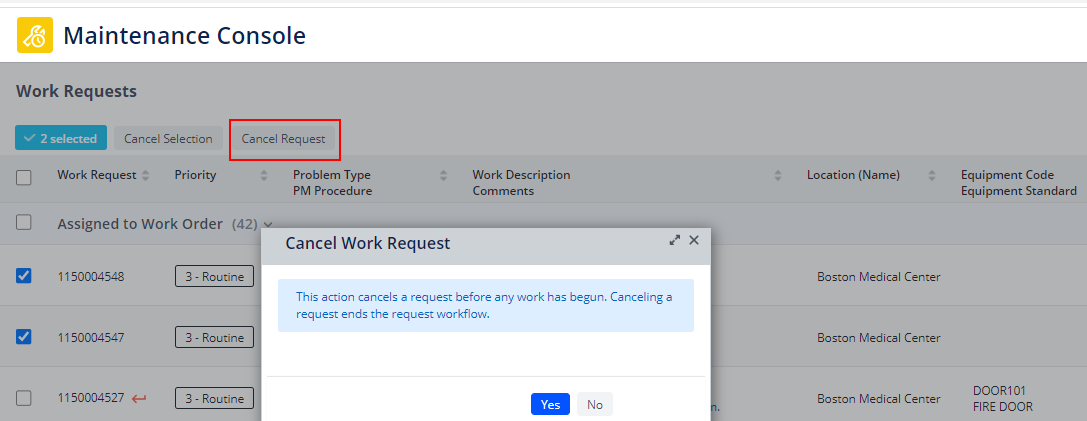 Maintenance Console
Work Requests
2 selected
Cancel Selection
Cancel Request
Work Request
Priority
Problem Type
PM Procedure
Work Description
Comments
Location (Name)
Equipment Code
Equipment Standard
Assigned to Work Order (42)
Cancel Work Request
This action cancels a request before any work has begun. Canceling a
request ends the request workflow.
Yes
No
1150004548
3 - Routine
Boston Medical Center
1150004547
3 - Routine
Boston Medical Center
1150004527
3 - Routine
Boston Medical Center
DOOR101
FIRE DOOR